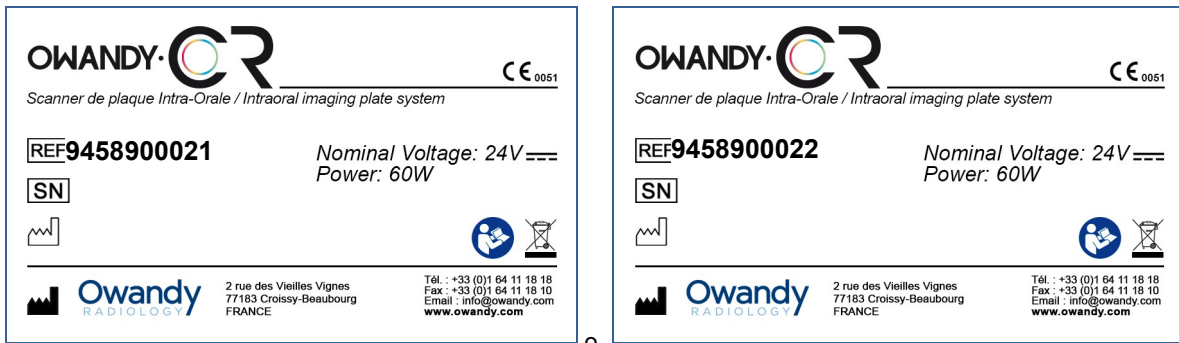 OWANDY·CR
CE 0051
Scanner de plaque Intra-Orale / Intraoral imaging plate system
REF 9458900021
Nominal Voltage: 24V
Power: 60W
SN
Owandy
RADIOLOGY
2 rue des Vieilles Vignes
77183 Croissy-Beaubourg
FRANCE
Tél. : +33 (0)1 64 11 18 18
Fax : +33 (0)1 64 11 18 10
Email : info@owandy.com
www.owandy.com
OWANDY·CR
CE 0051
Scanner de plaque Intra-Orale / Intraoral imaging plate system
REF 9458900022
Nominal Voltage: 24V
Power: 60W
SN
Owandy
RADIOLOGY
2 rue des Vieilles Vignes
77183 Croissy-Beaubourg
FRANCE
Tél. : +33 (0)1 64 11 18 18
Fax : +33 (0)1 64 11 18 10
Email : info@owandy.com
www.owandy.com